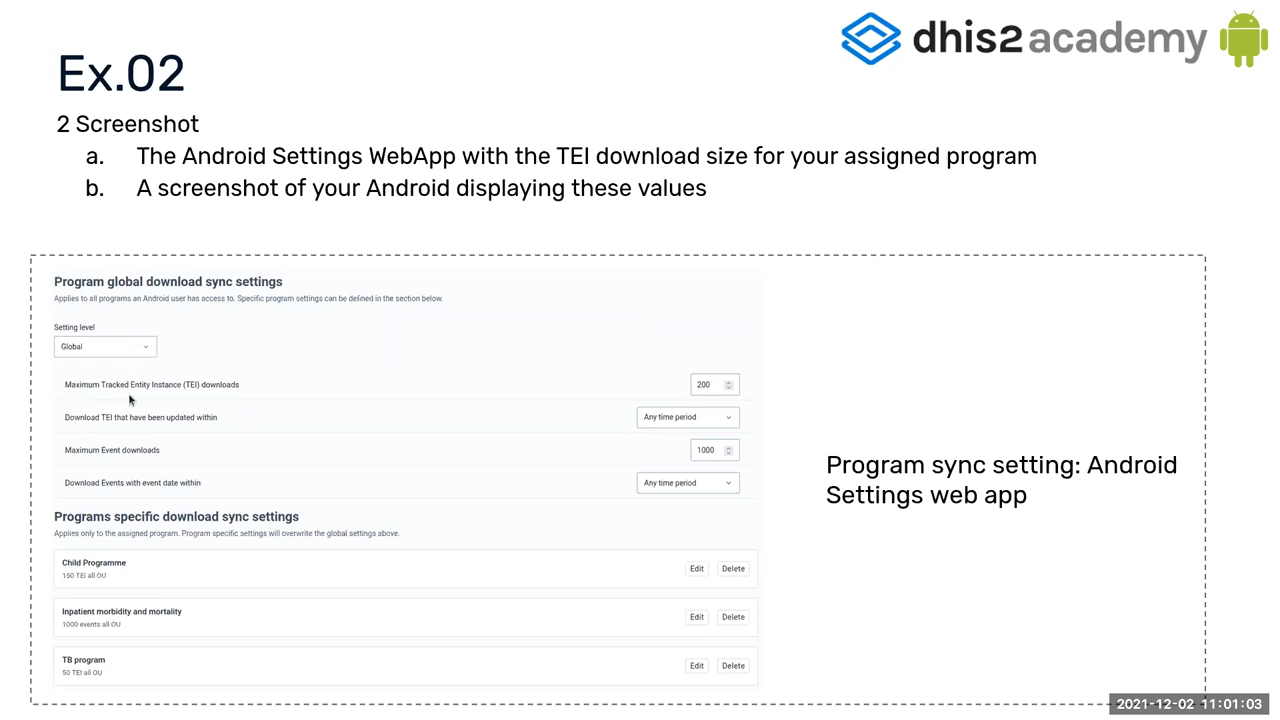 dhis2 academy
Ex.02
2 Screenshot
a. The Android Settings WebApp with the TEI download size for your assigned program
b. A screenshot of your Android displaying these values
Program global download sync settings
Applies to all programs an Android user has access to. Specific program settings can be defined in the section below.
Setting level
Global
Maximum Tracked Entity Instance (TEI) downloads 200
Download TEI that have been updated within Any time period
Maximum Event downloads 1000
Download Events with event date within Any time period
Programs specific download sync settings
Applies only to the assigned program. Program specific settings will overwrite the global settings above.
Child Programme
150 TEI all OU
Edit Delete
Inpatient morbidity and mortality
1000 events all OU
Edit Delete
TB program
50 TEI all OU
Edit Delete
Program sync setting: Android
Settings web app
2021-12-02 11:01:03